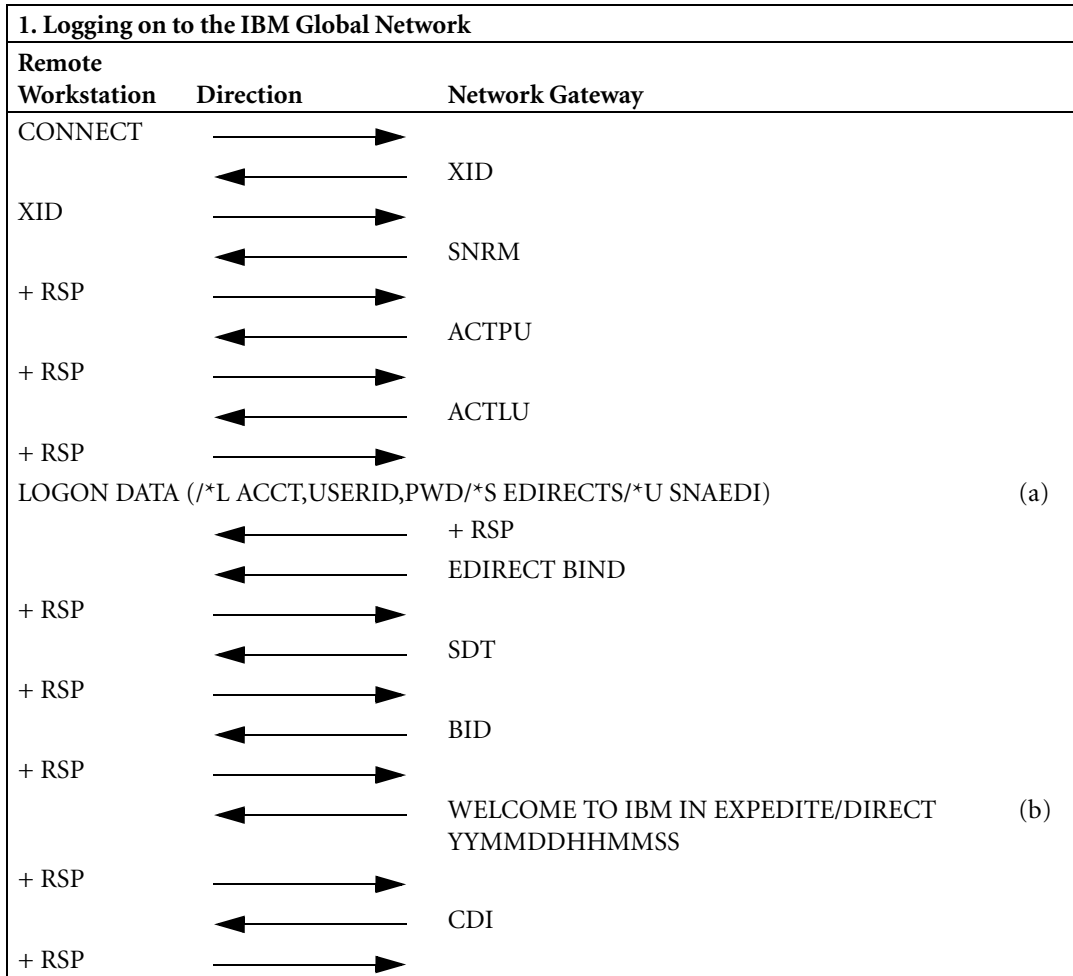 1. Logging on to the IBM Global Network
Remote
Workstation Direction Network Gateway
CONNECT
XID
XID
SNRM
+ RSP
ACTPU
+ RSP
ACTLU
+ RSP
LOGON DATA (/*L ACCT,USERID,PWD/*S EDIRECTS/*U SNAEDI) (a)
+ RSP
EDIRECT BIND
+ RSP
SDT
+ RSP
BID
+ RSP
WELCOME TO IBM IN EXPEDITE/DIRECT (b)
YYMMDDHHMMSS
+ RSP
CDI
+ RSP